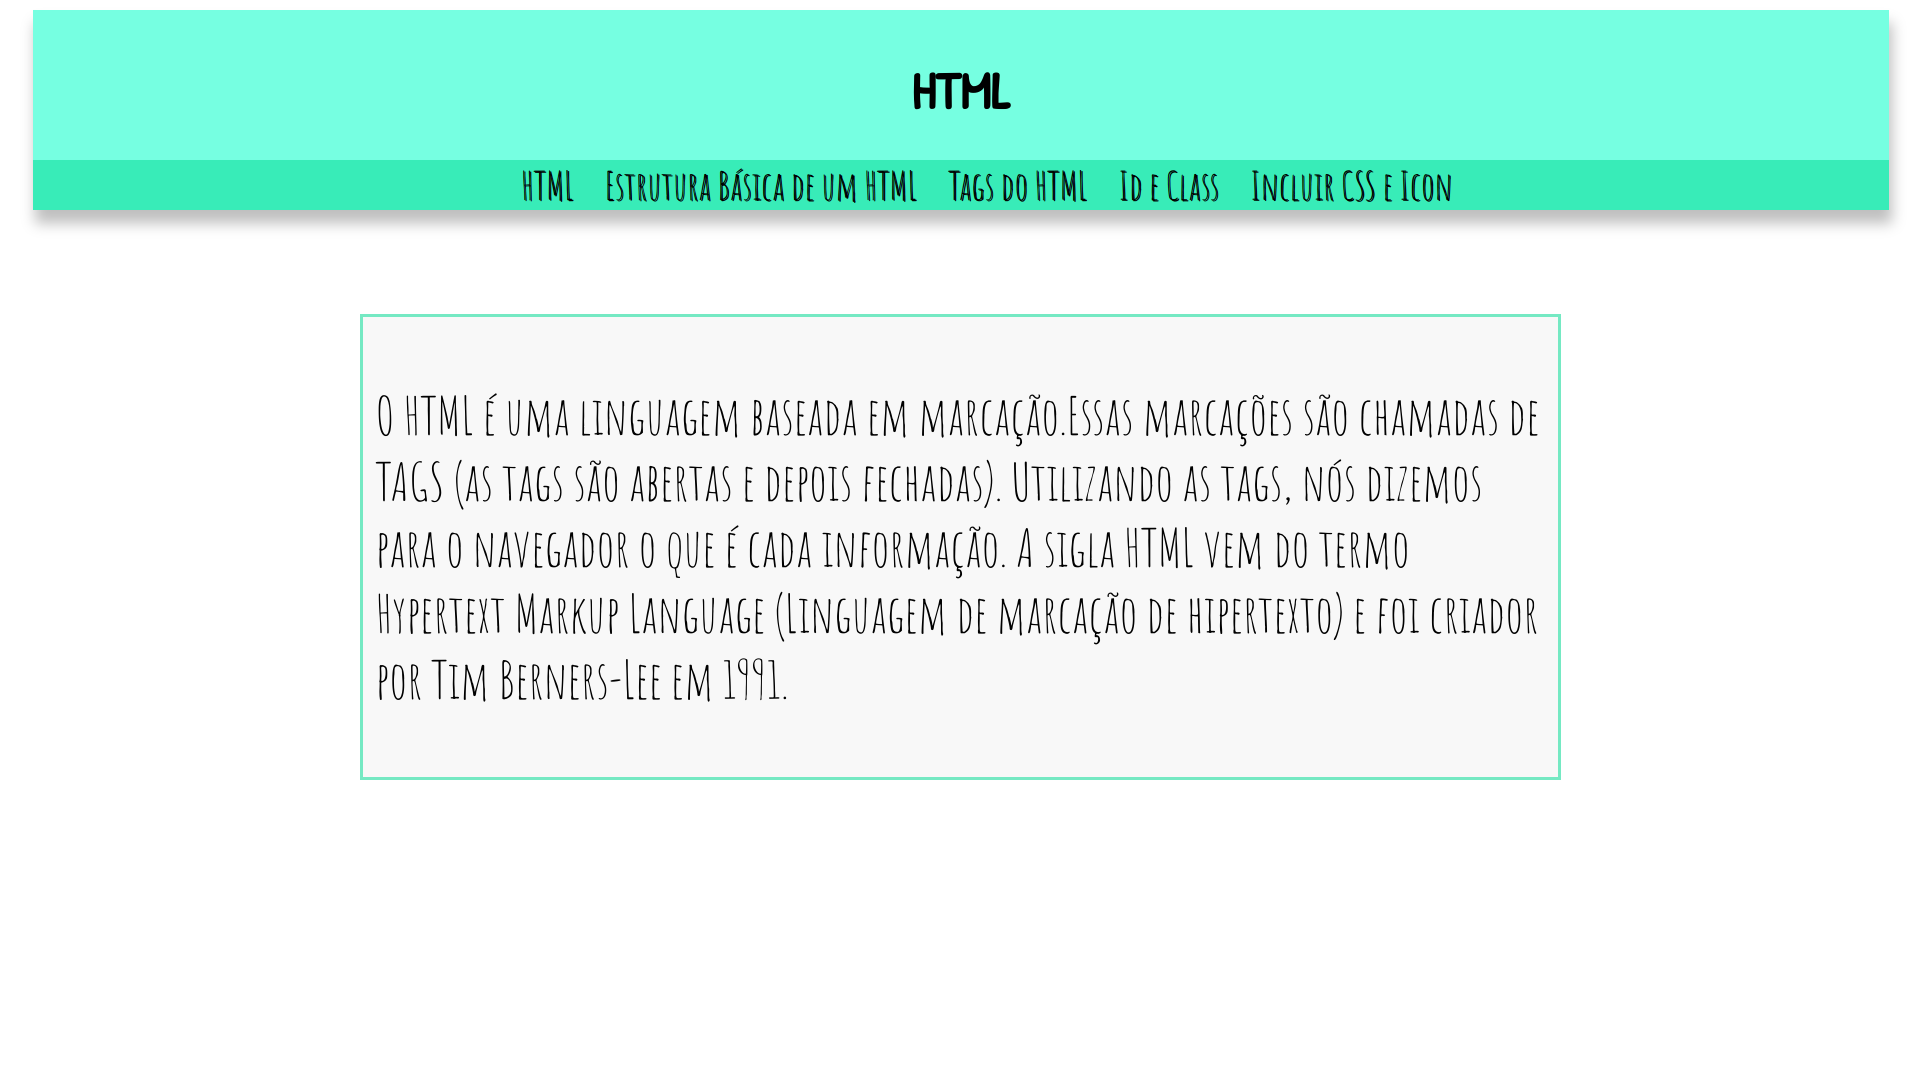 HTML
HTML Estrutura Básica de um HTML Tags do HTML Id e Class Incluir CSS e Icon
O HTML é uma linguagem baseada em marcação.Essas marcações são chamadas de
TAGS (as tags são abertas e depois fechadas). Utilizando as tags, nós dizemos
para o navegador o que é cada informação. A sigla HTML vem do termo
Hypertext Markup Language (Linguagem de marcação de hipertexto) e foi criador
por Tim Berners-Lee em 1991.